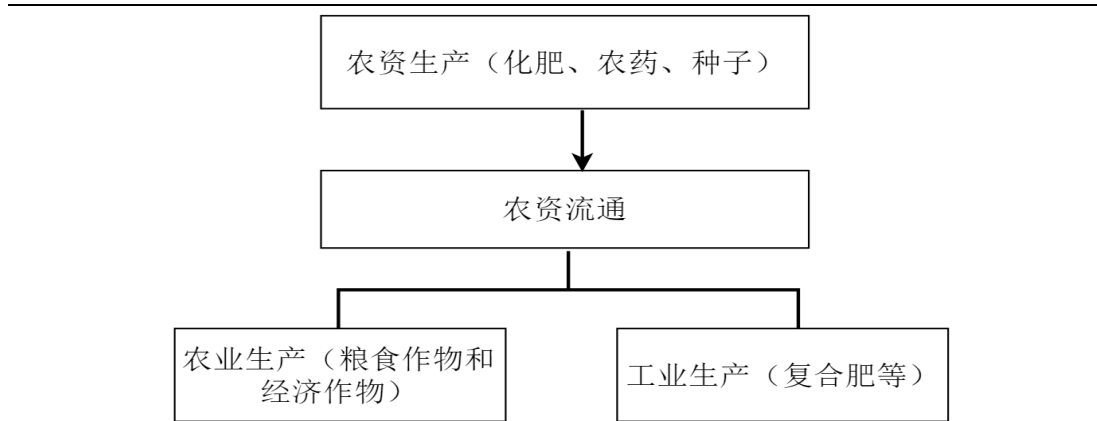 农资生产（化肥、农药、种子）
农资流通
农业生产（粮食作物和
经济作物）
工业生产（复合肥等）